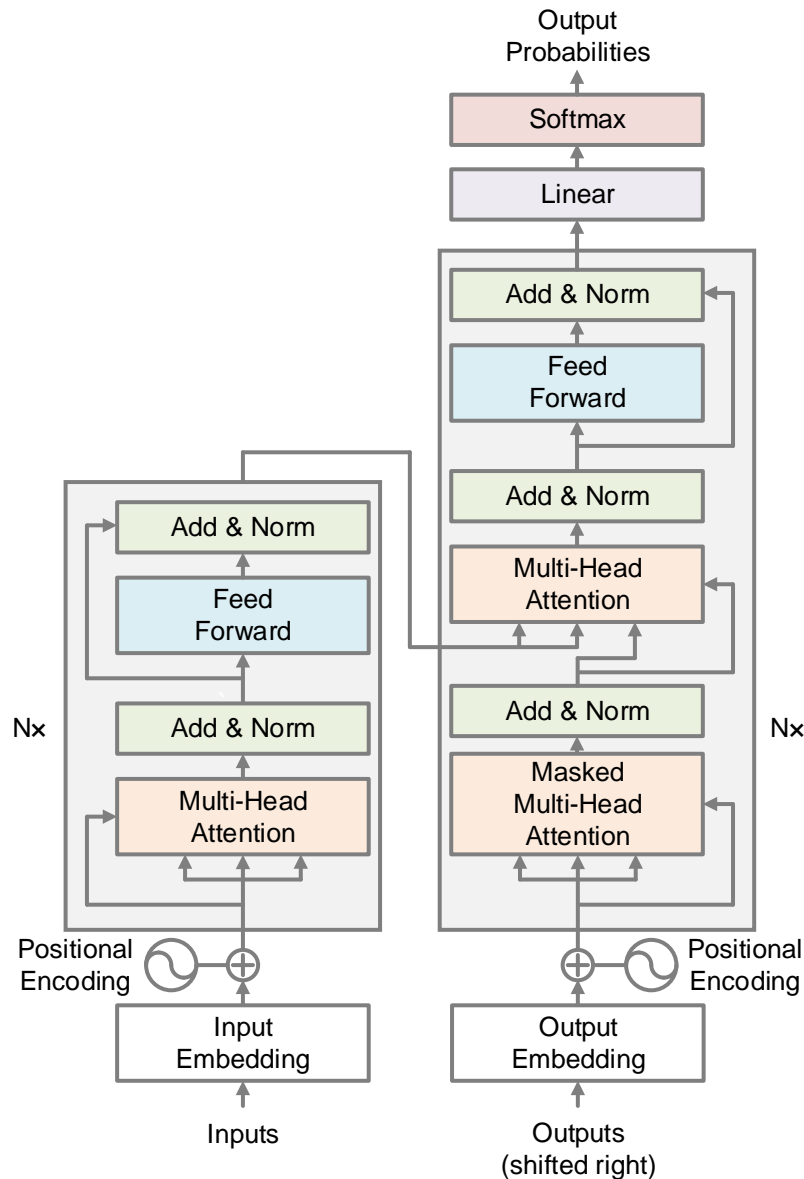 Output
Probabilities
Softmax
Linear
Add & Norm
Feed
Forward
Add & Norm
Multi-Head
Attention
Add & Norm
Masked
Multi-Head
Attention
N×
Positional
Encoding
Output
Embedding
Outputs
(shifted right)
Add & Norm
Feed
Forward
Add & Norm
Multi-Head
Attention
N×
Positional
Encoding
Input
Embedding
Inputs